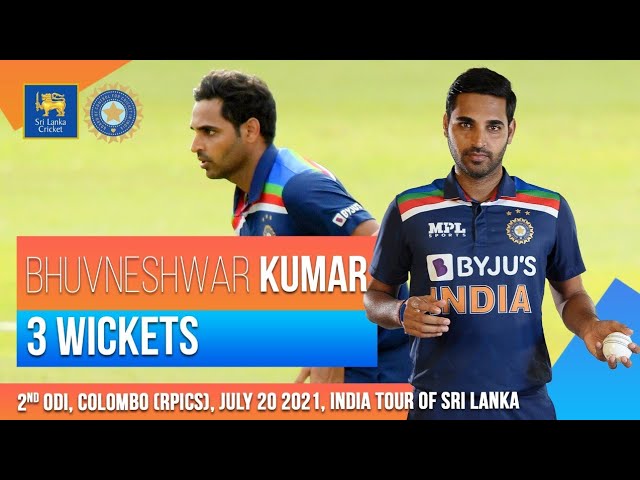 Sri Lanka
Cricket
BHUVNESHWAR KUMAR
3 WICKETS
MPL
SPORTS
B BYJU'S
INDIA
BYJU'S
2ND ODI, COLOMBO (RPICS), JULY 20 2021, INDIA TOUR OF SRI LANKA